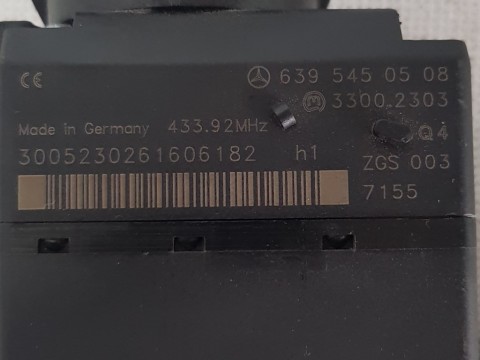 CE 639 545 05 08
3300.2303
Made in Germany 433.92MHz Q4
3005230261606182 h1 ZGS 003
7155